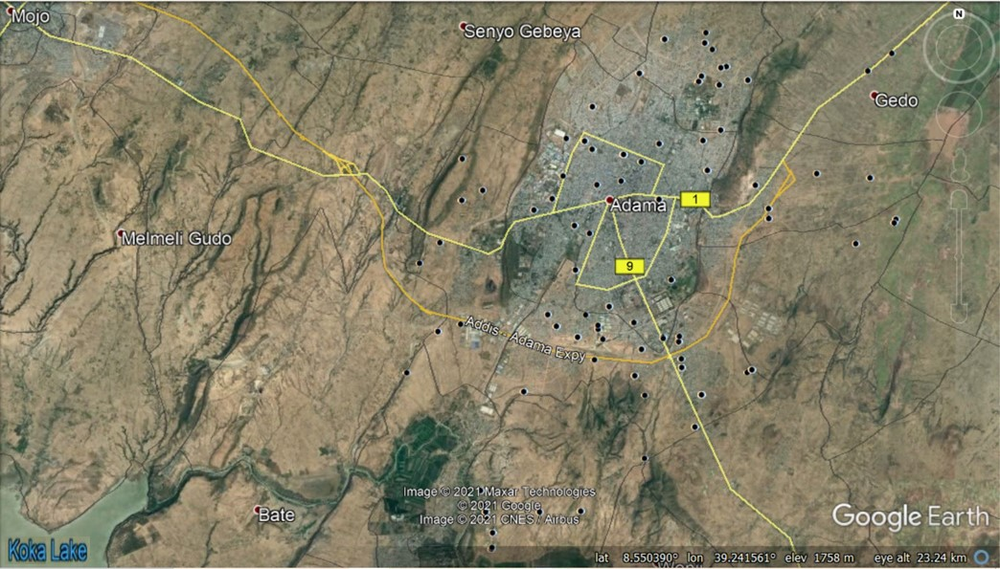 Mojo
Senyo Gebeya
N
Gedo
Adama
1
Melmeli Gudo
9
Addis - Adama Expy
Image © 2021 Maxar Technologies
© 2021 Google
Image © 2021 CNES / Airbus
Bate
Google Earth
Koka Lake
lat 8.550390° lon 39.241561° elev 1758 m eye alt 23.24 km